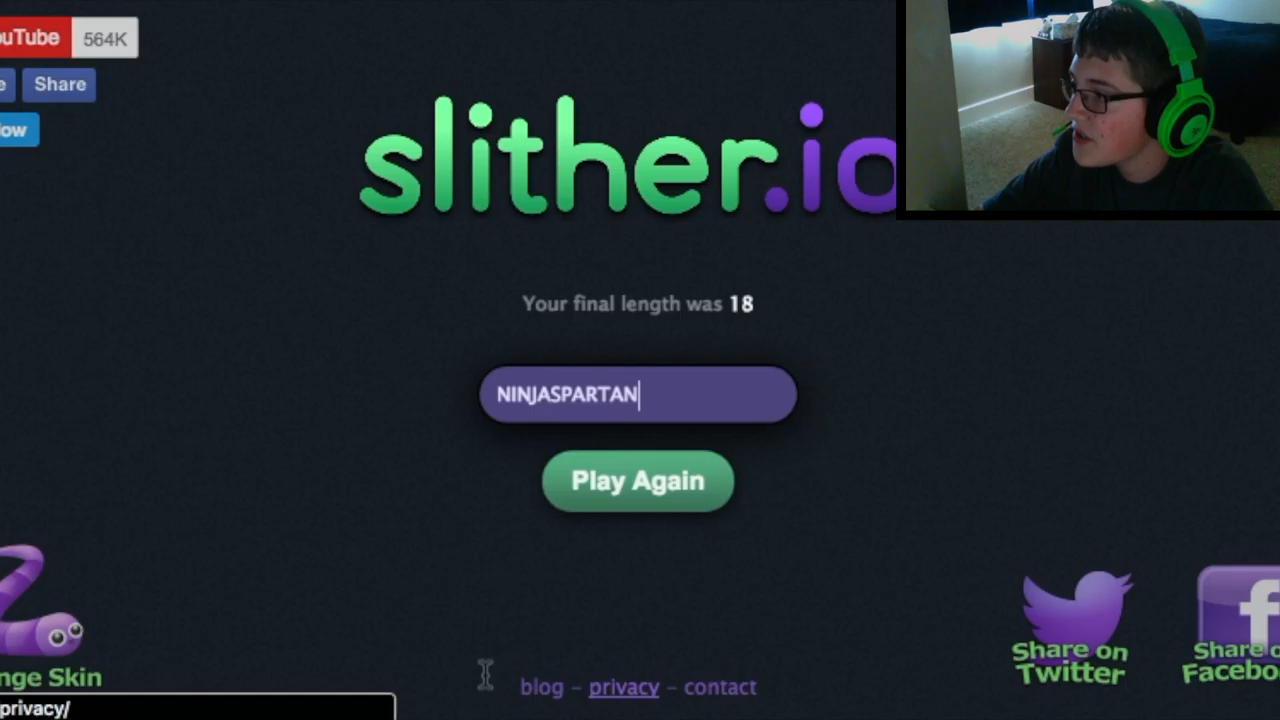 ouTube 564K
e Share
low
slither.io
Your final length was 18
NINJASPARTAN
Play Again
nge Skin
Share on
Twitter
Share o
Facebo
blog - privacy - contact
privacy/